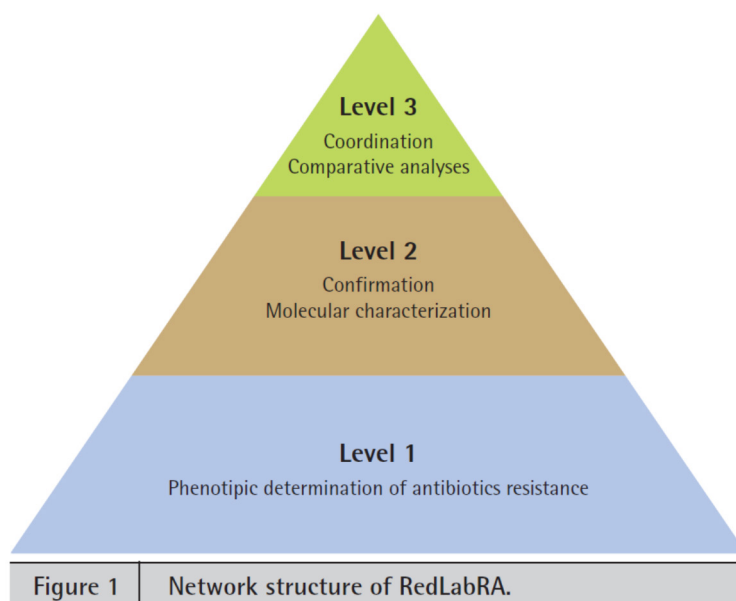 Level 3
Coordination
Comparative analyses
Level 2
Confirmation
Molecular characterization
Level 1
Phenotipic determination of antibiotics resistance
Figure 1 Network structure of RedLabRA.